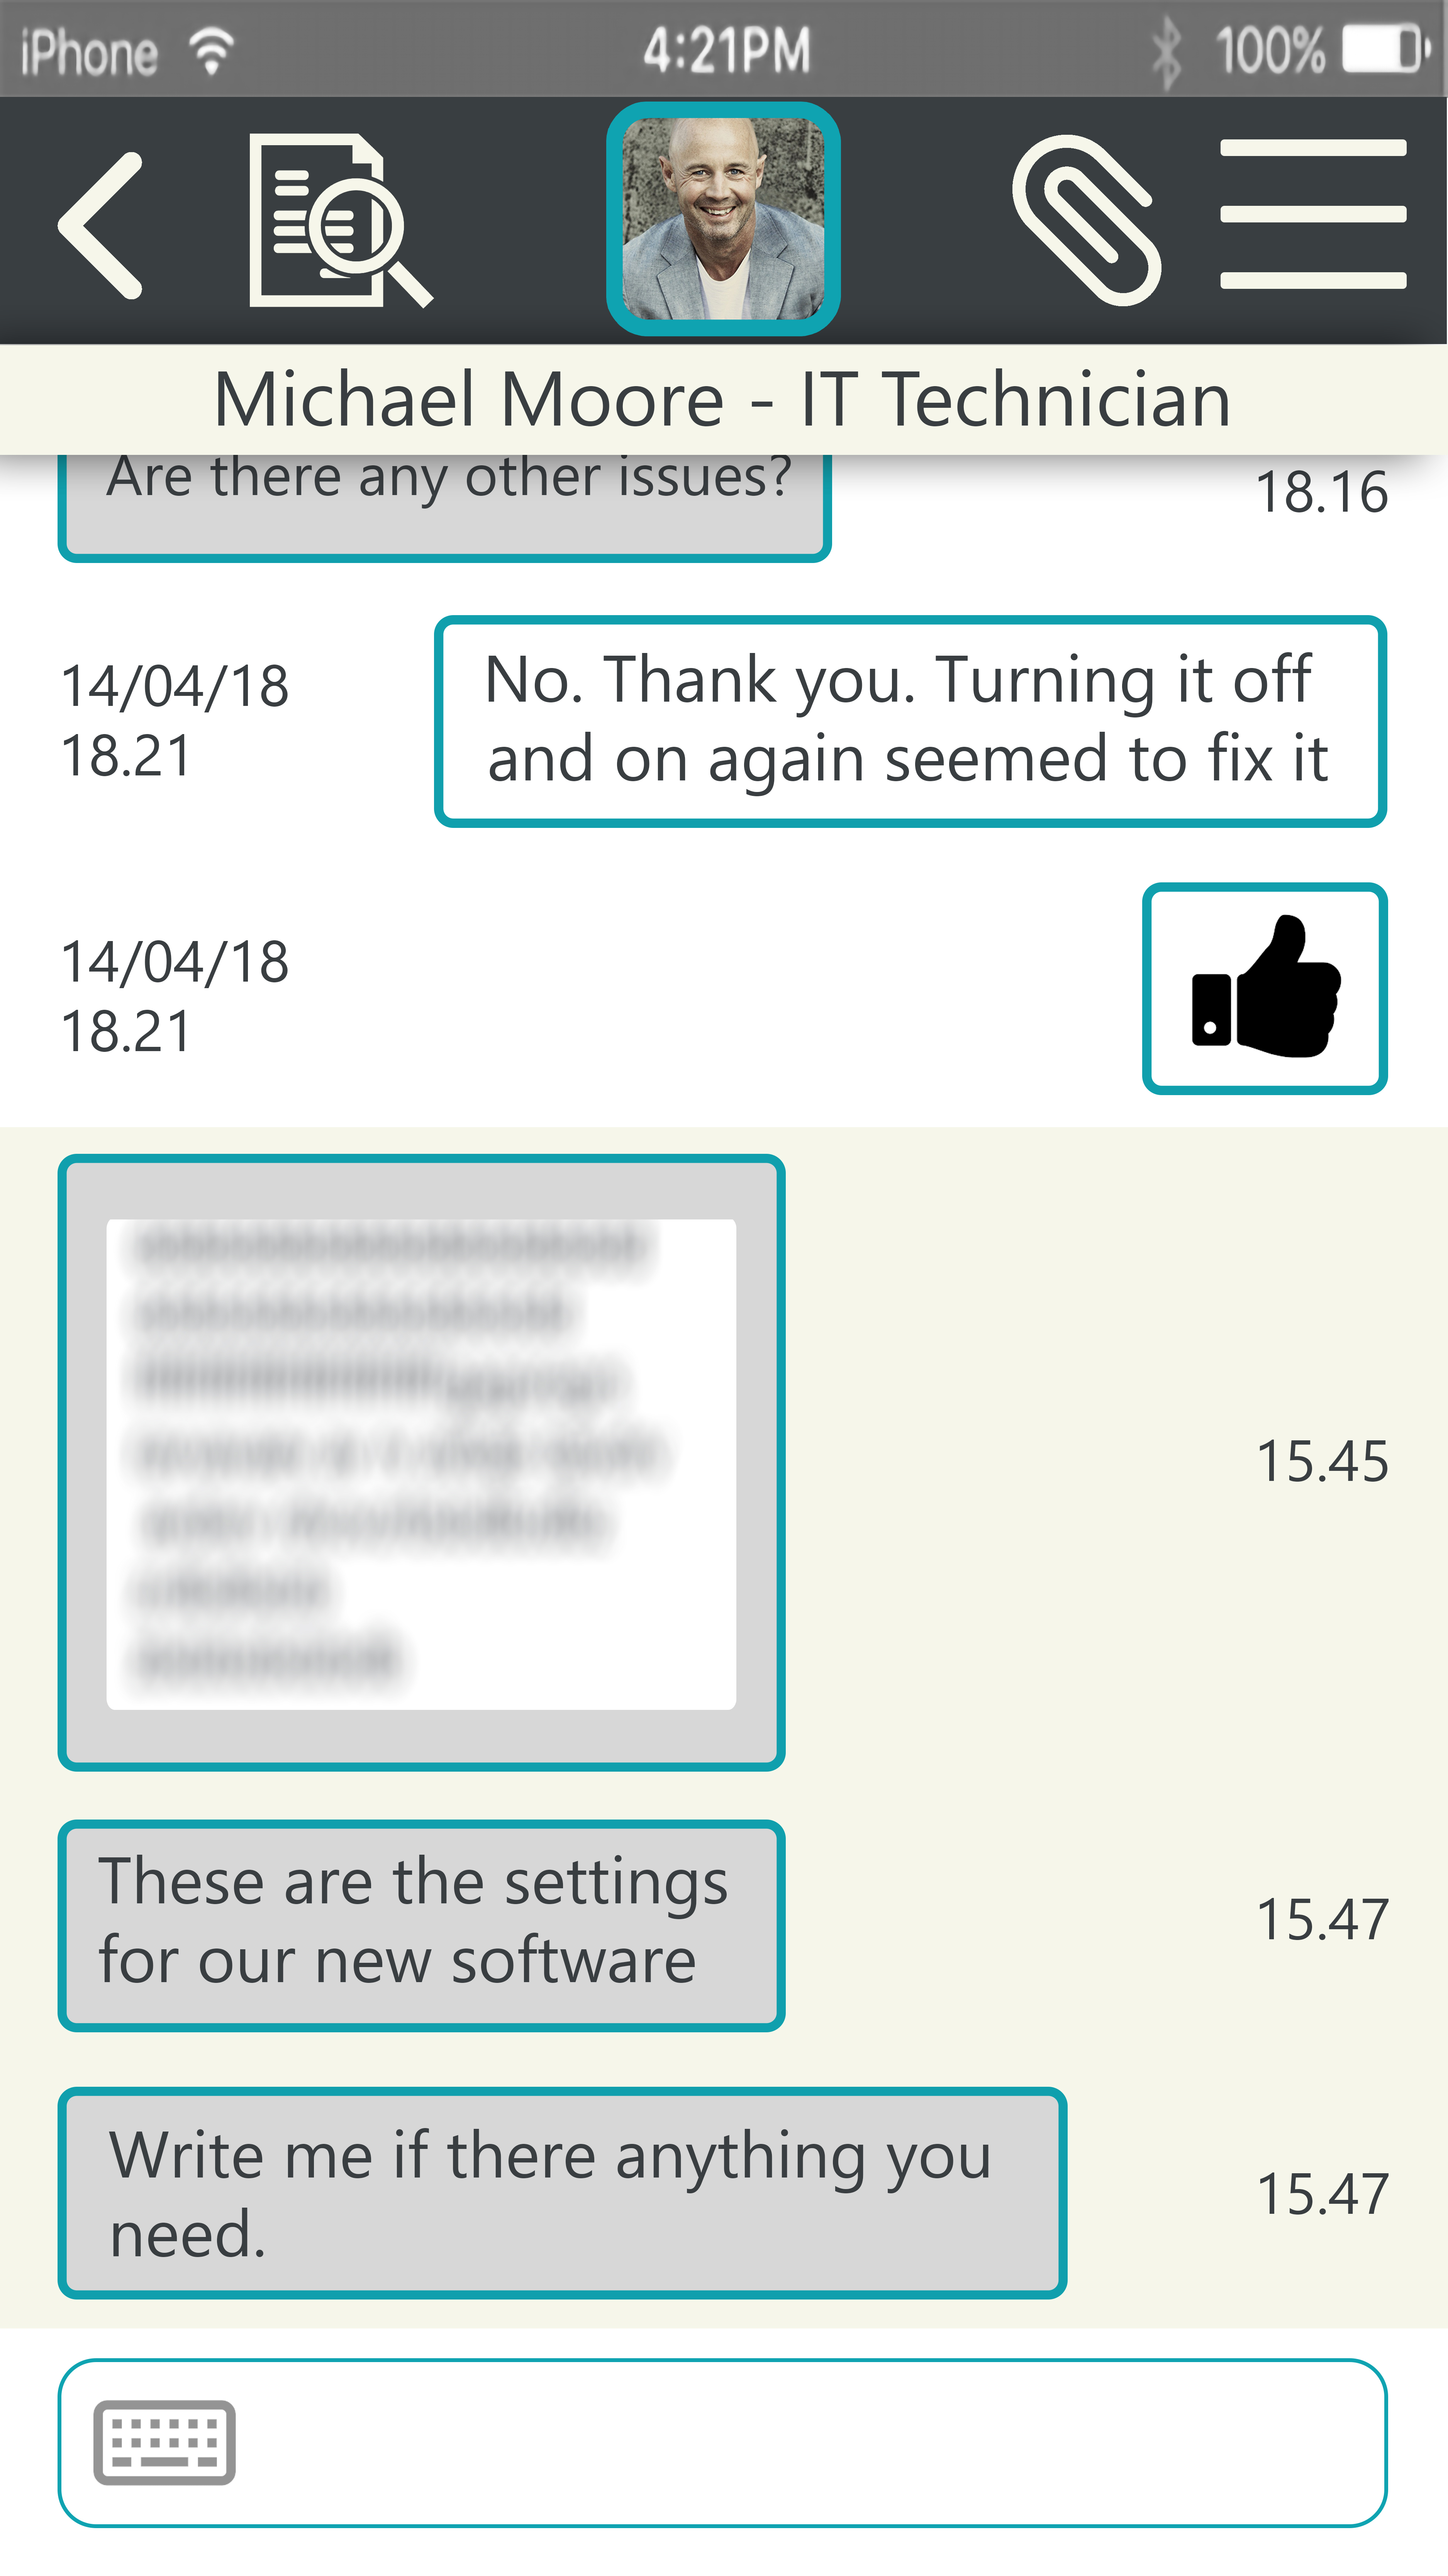 iPhone 4:21PM 100%
Michael Moore - IT Technician
Are there any other issues?
18.16
14/04/18
18.21
No. Thank you. Turning it off
and on again seemed to fix it
14/04/18
18.21
15.45
These are the settings
for our new software
15.47
Write me if there anything you
need.
15.47